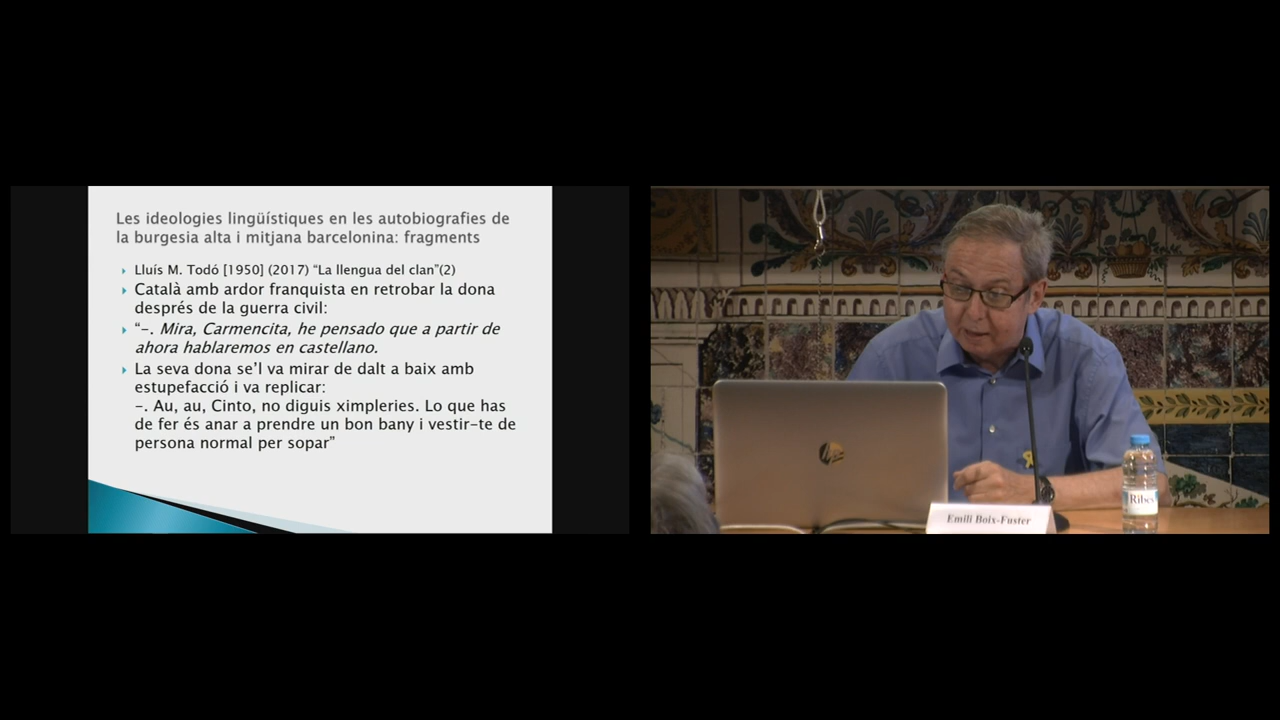 Les ideologies lingüístiques en les autobiografies de
la burgesia alta i mitjana barcelonina: fragments
Lluís M. Todó [1950] (2017) “La llengua del clan”(2)
Català amb ardor franquista en retrobar la dona
després de la guerra civil:
“-. Mira, Carmencita, he pensado que a partir de
ahora hablaremos en castellano.
La seva dona se’l va mirar de dalt a baix amb
estupefacció i va replicar:
-. Au, au, Cinto, no diguis ximpleries. Lo que has
de fer és anar a prendre un bon bany i vestir-te de
persona normal per sopar”
Emili Boix-Fuster
Ribes